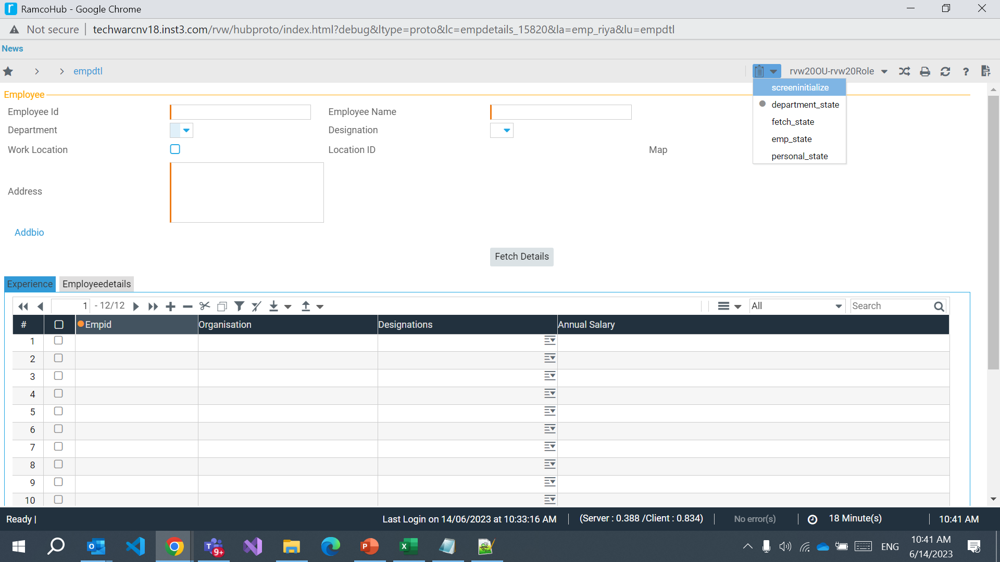 RamcoHub - Google Chrome
Not secure | techwarcnv18.inst3.com/rvw/hubproto/index.html?debug&ltype=proto&lc=empdetails_15820&la=emp_riya&lu=empdtl
News
empdtl
rvw20OU-rvw20Role
?
screeninitialize
department_state
fetch_state
emp_state
personal_state
Employee
Employee Id
Employee Name
Department
Designation
Work Location
Location ID
Map
Address
Addbio
Fetch Details
Experience
Employeedetails
1 - 12/12
All
Search
# Empid Organisation Designations Annual Salary
1
2
3
4
5
6
7
8
9
10
Ready |
Last Login on 14/06/2023 at 10:33:16 AM
(Server : 0.388 /Client : 0.834)
No error(s)
18 Minute(s)
10:41 AM
9+
ENG
10:41 AM
6/14/2023